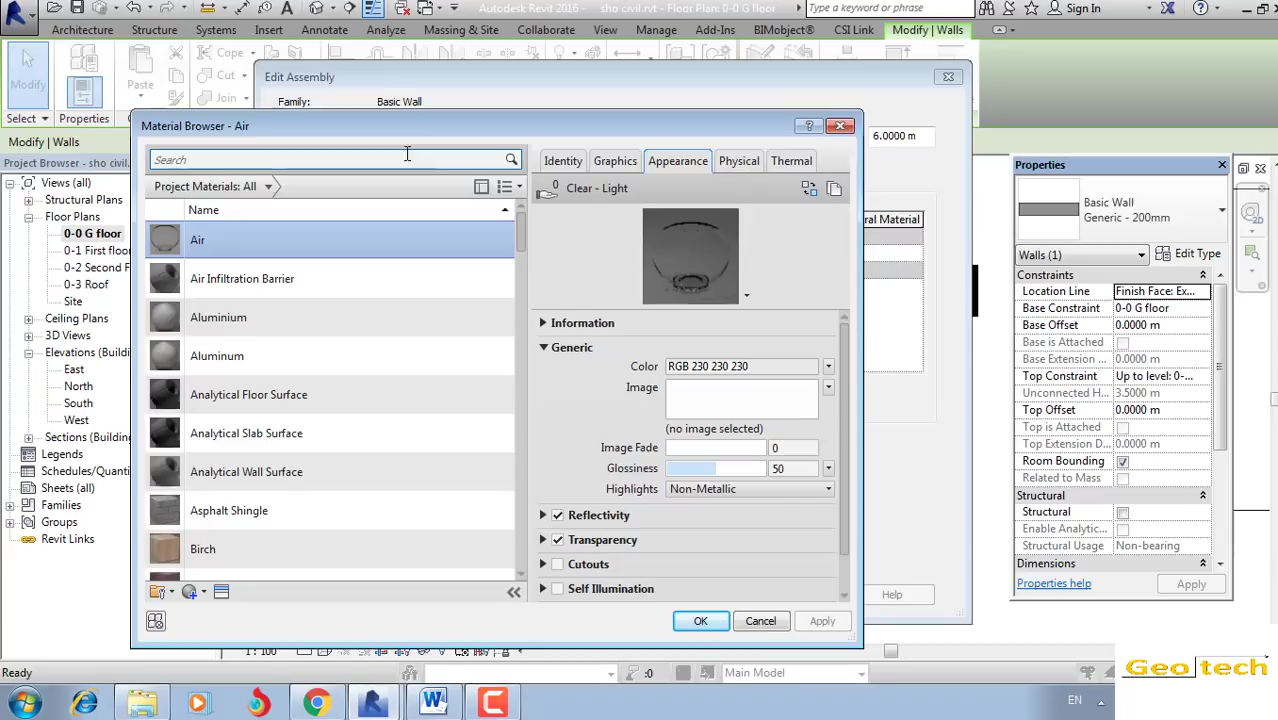 Autodesk Revit 2016 - sho civil.rvt - Floor Plan: 0-0 G floor
Type a keyword or phrase
Sign In
Architecture Structure Systems Insert Annotate Analyze Massing & Site Collaborate View Manage Add-Ins BIMobject® CSI Link Modify | Walls
Modify
Paste
Cope
Cut
Join
Select
Properties
Modify | Walls
Project Browser - sho civil.rvt
Views (all)
Structural Plans
Floor Plans
0-0 G floor
0-1 First floor
0-2 Second F
0-3 Roof
Site
Ceiling Plans
3D Views
Elevations (Buildin
East
North
South
West
Sections (Building
Legends
Schedules/Quanti
Sheets (all)
Families
Groups
Revit Links
Edit Assembly
Family: Basic Wall
6.0000 m
ral Material
Help
Material Browser - Air
Search
Project Materials: All
Name
Air
Air Infiltration Barrier
Aluminium
Aluminum
Analytical Floor Surface
Analytical Slab Surface
Analytical Wall Surface
Asphalt Shingle
Birch
Identity Graphics Appearance Physical Thermal
0
Clear - Light
Information
Generic
Color RGB 230 230 230
Image
(no image selected)
Image Fade 0
Glossiness 50
Highlights Non-Metallic
Reflectivity
Transparency
Cutouts
Self Illumination
OK Cancel Apply
Properties
Basic Wall
Generic - 200mm
Walls (1) Edit Type
Constraints
Location Line Finish Face: Ex...
Base Constraint 0-0 G floor
Base Offset 0.0000 m
Base is Attached
Base Extension 0.0000 m
Top Constraint Up to level: 0-...
Unconnected H... 3.5000 m
Top Offset 0.0000 m
Top is Attached
Top Extension D... 0.0000 m
Room Bounding
Related to Mass
Structural
Structural
Enable Analytic...
Structural Usage Non-bearing
Dimensions
Properties help Apply
1 : 100
Ready
:0
Main Model
EN
Geo tech